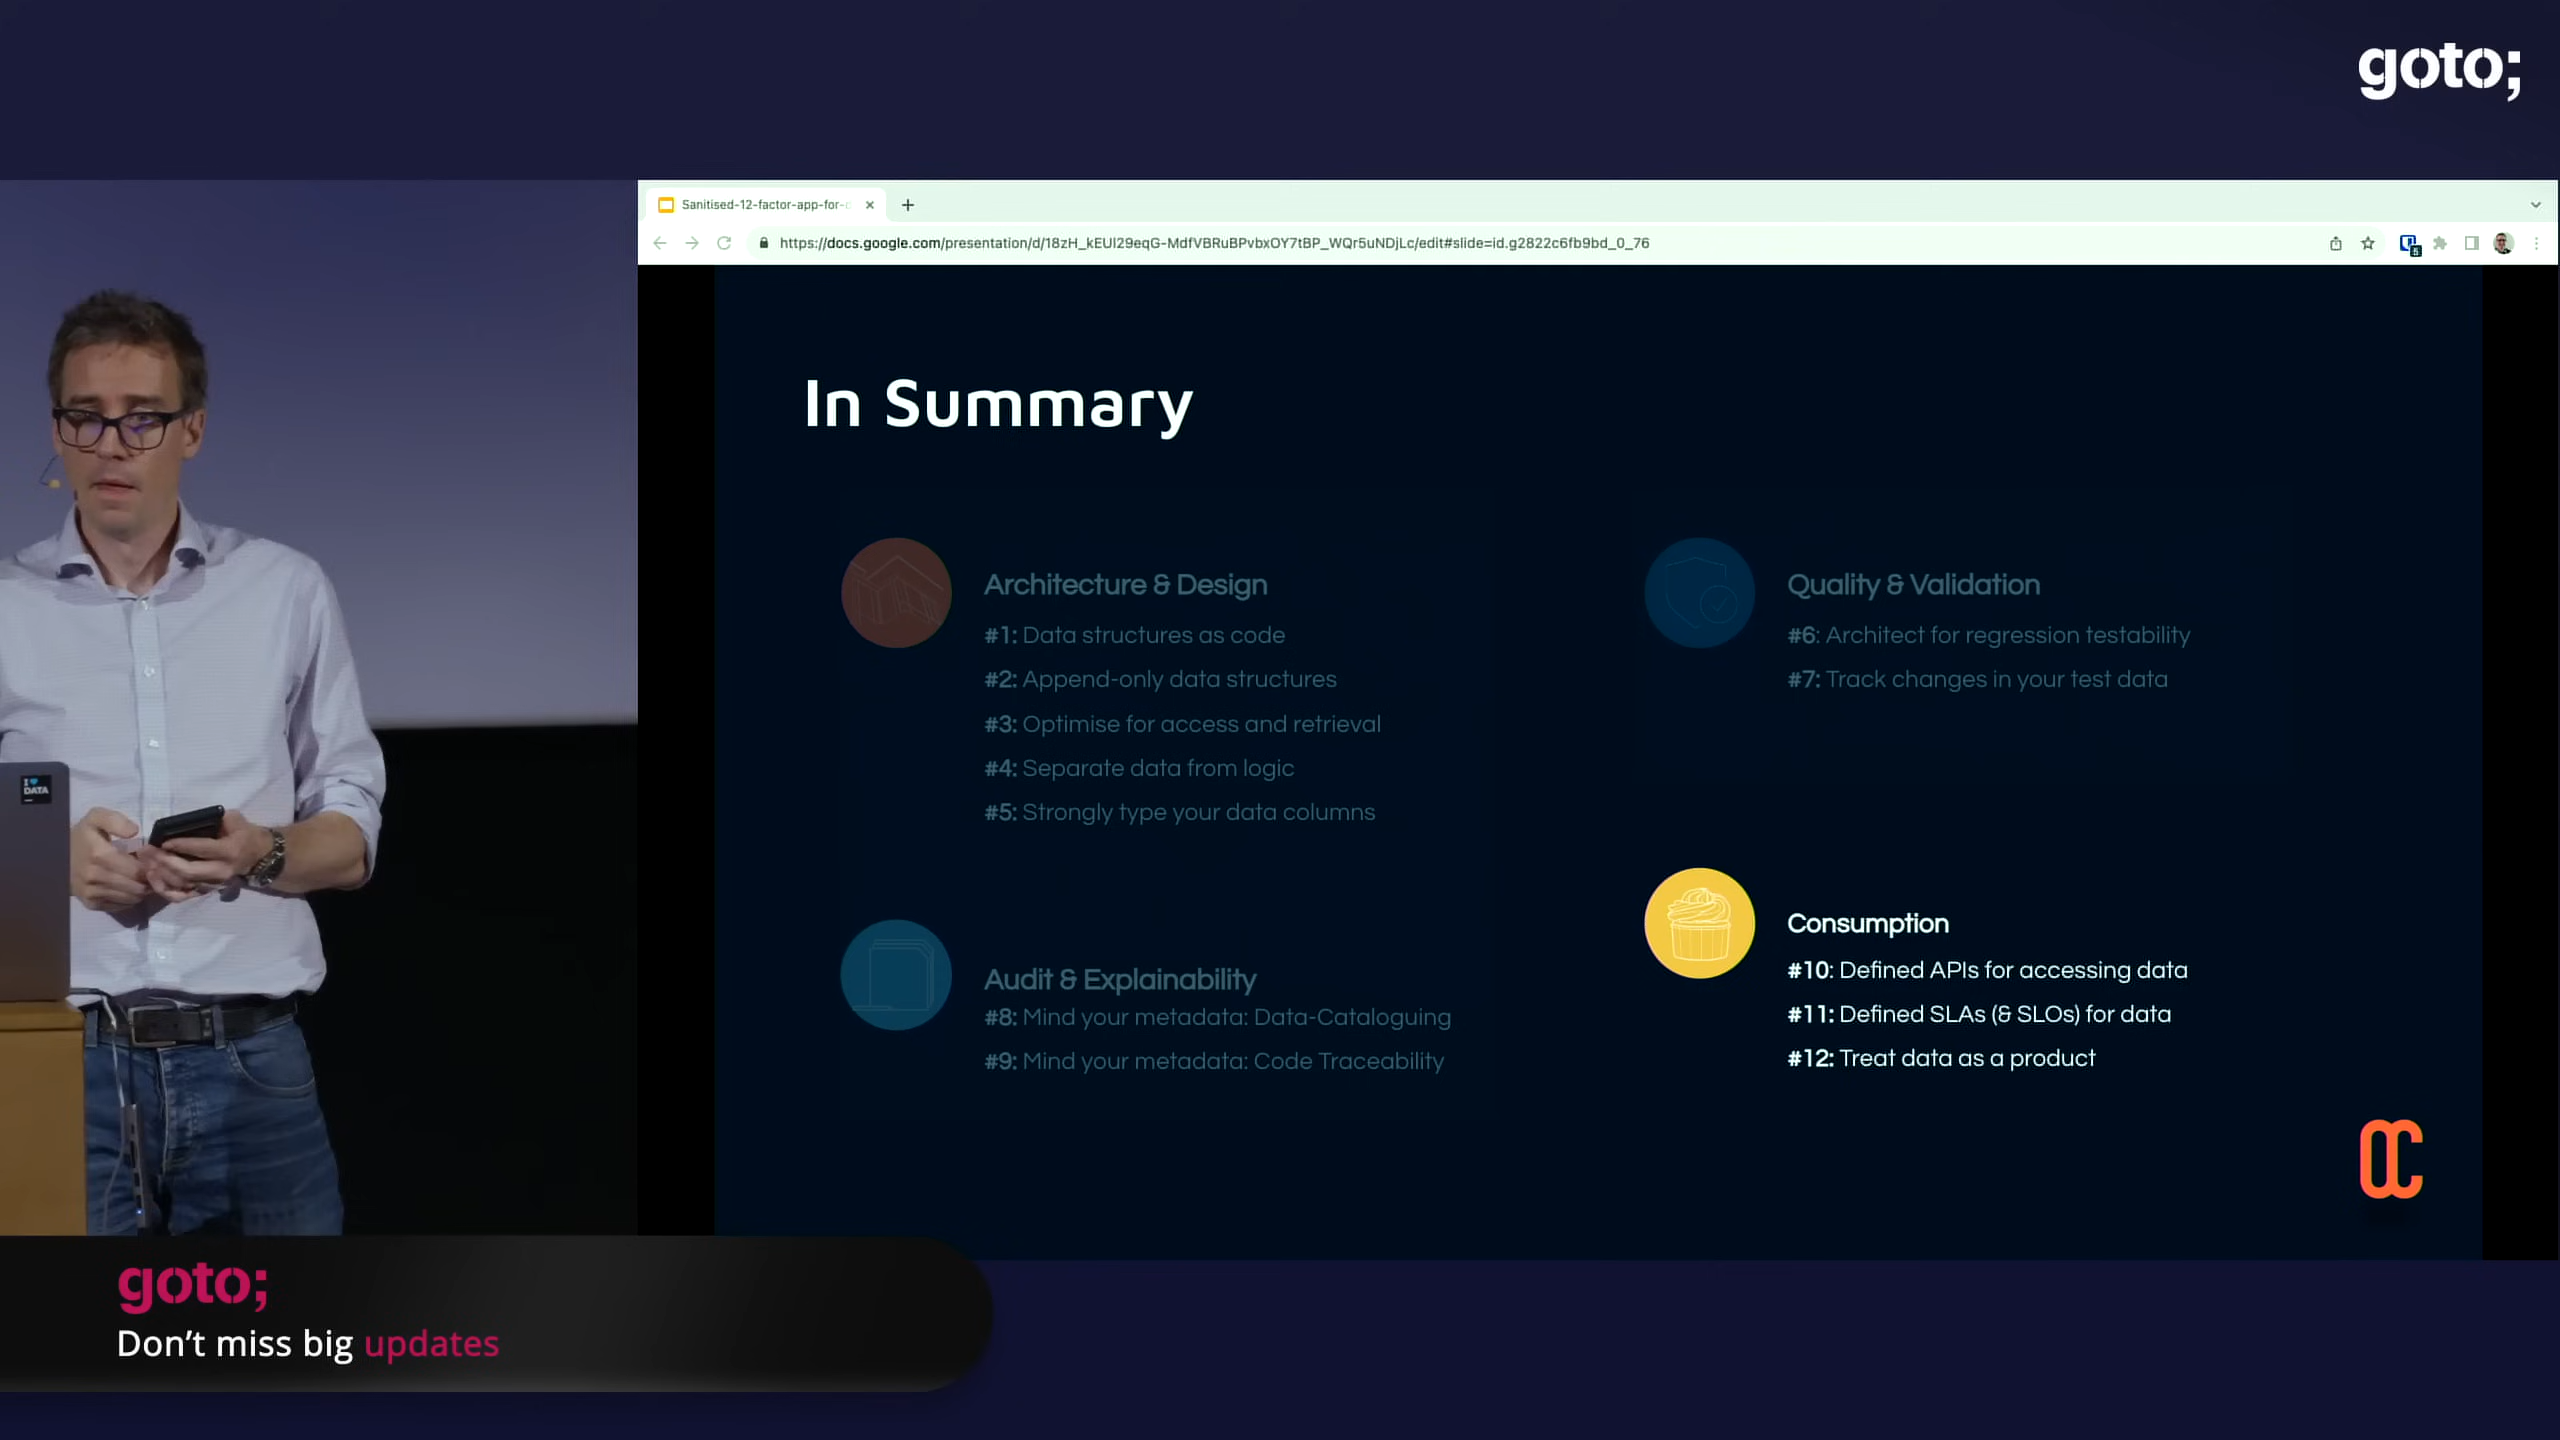 goto;
Sanitised-12-factor-app-for-
https://docs.google.com/presentation/d/18zH_kEUI29eqG-MdfVBRuBPvbxOY7tBP_WQr5uNDjLc/edit#slide=id.g2822c6fb9bd_0_76
In Summary
Architecture & Design
#1: Data structures as code
#2: Append-only data structures
#3: Optimise for access and retrieval
#4: Separate data from logic
#5: Strongly type your data columns
Quality & Validation
#6: Architect for regression testability
#7: Track changes in your test data
Audit & Explainability
#8: Mind your metadata: Data-Cataloguing
#9: Mind your metadata: Code Traceability
Consumption
#10: Defined APIs for accessing data
#11: Defined SLAs (& SLOs) for data
#12: Treat data as a product
I
DATA
goto;
Don't miss big updates